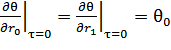 ∂θ/∂r₀|τ=0 = ∂θ/∂r₁|τ=0 = θ₀